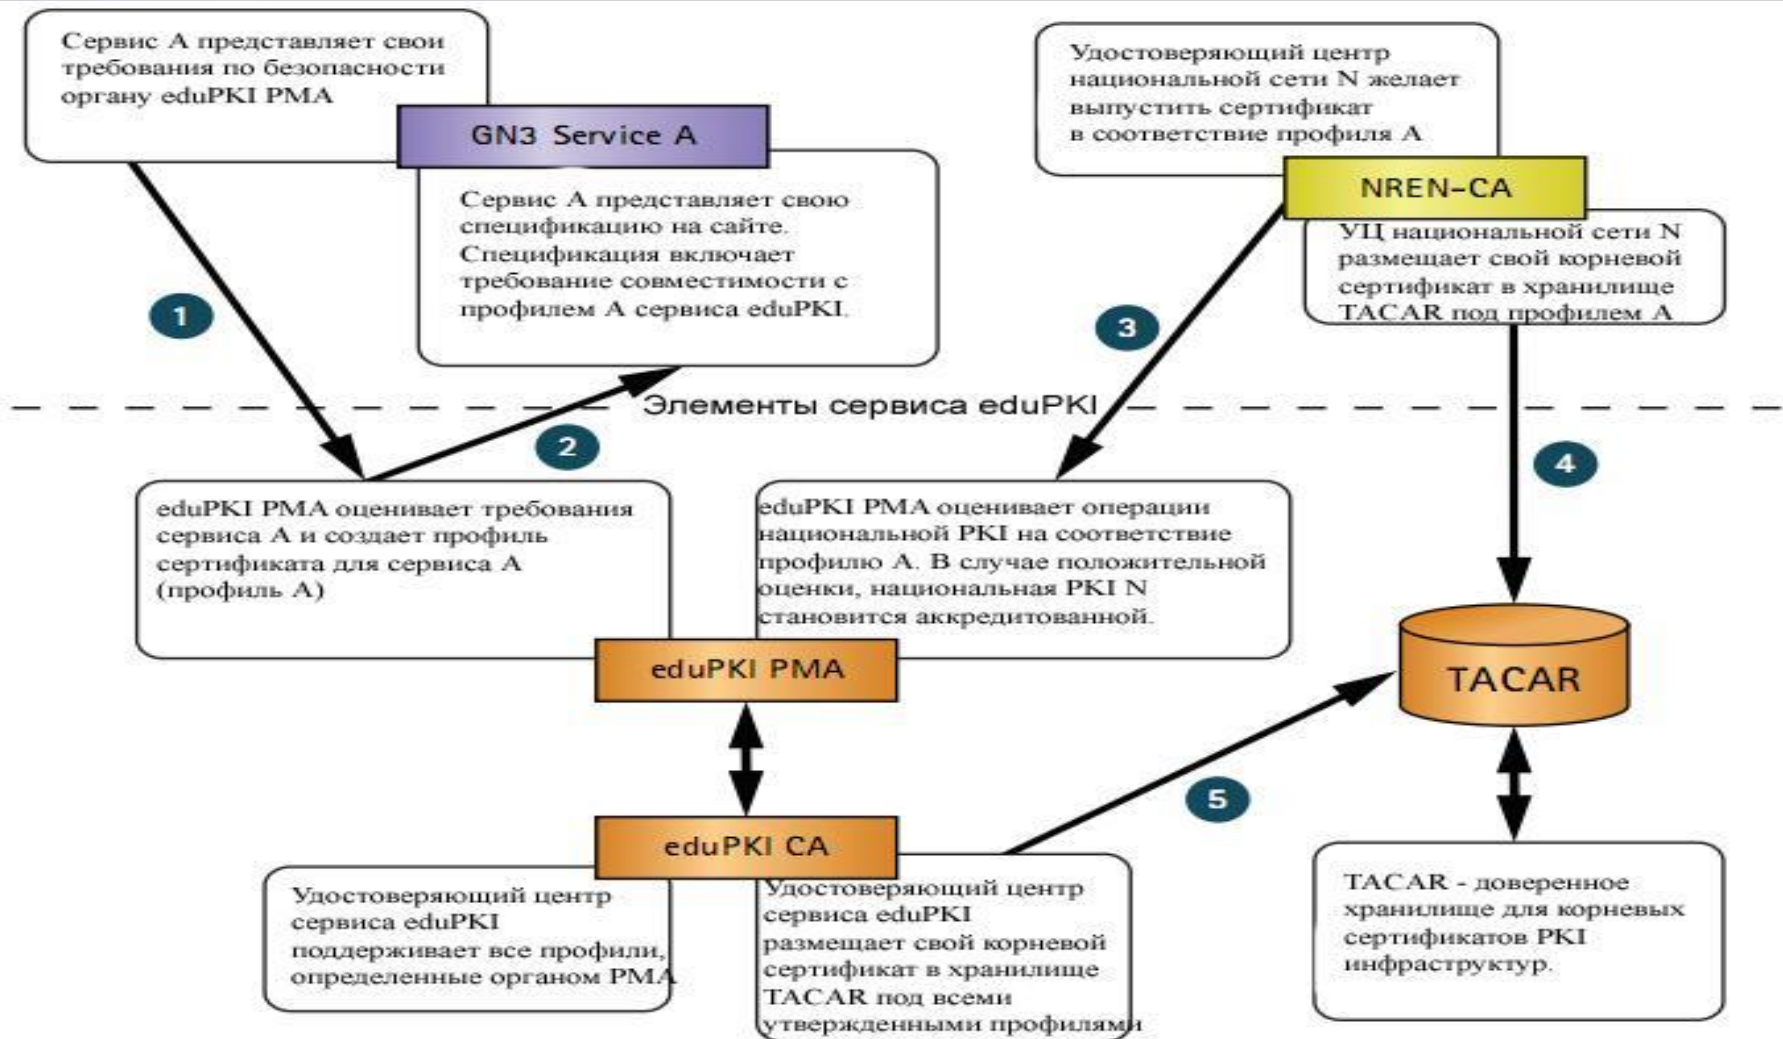 Сервис А представляет свои
требования по безопасности
органу eduPKI PMA
GN3 Service A
Сервис А представляет свою
спецификацию на сайте.
Спецификация включает
требование совместимости с
профилем А сервиса eduPKI.
Удостоверяющий центр
национальной сети N желает
выпустить сертификат
в соответствие профиля А
NREN-CA
УЦ национальной сети N
размещает свой корневой
сертификат в хранилище
TACAR под профилем А
1
3
Элементы сервиса eduPKI
2
4
eduPKI PMA оценивает требования
сервиса А и создает профиль
сертификата для сервиса А
(профиль А)
eduPKI PMA оценивает операции
национальной PKI на соответствие
профилю А. В случае положительной
оценки, национальная PKI N
становится аккредитованной.
eduPKI PMA
TACAR
5
eduPKI CA
Удостоверяющий центр
сервиса eduPKI
поддерживает все профили,
определенные органом PMA
Удостоверяющий центр
сервиса eduPKI
размещает свой корневой
сертификат в хранилище
TACAR под всеми
утвержденными профилями
TACAR - доверенное
хранилище для корневых
сертификатов PKI
инфраструктур.